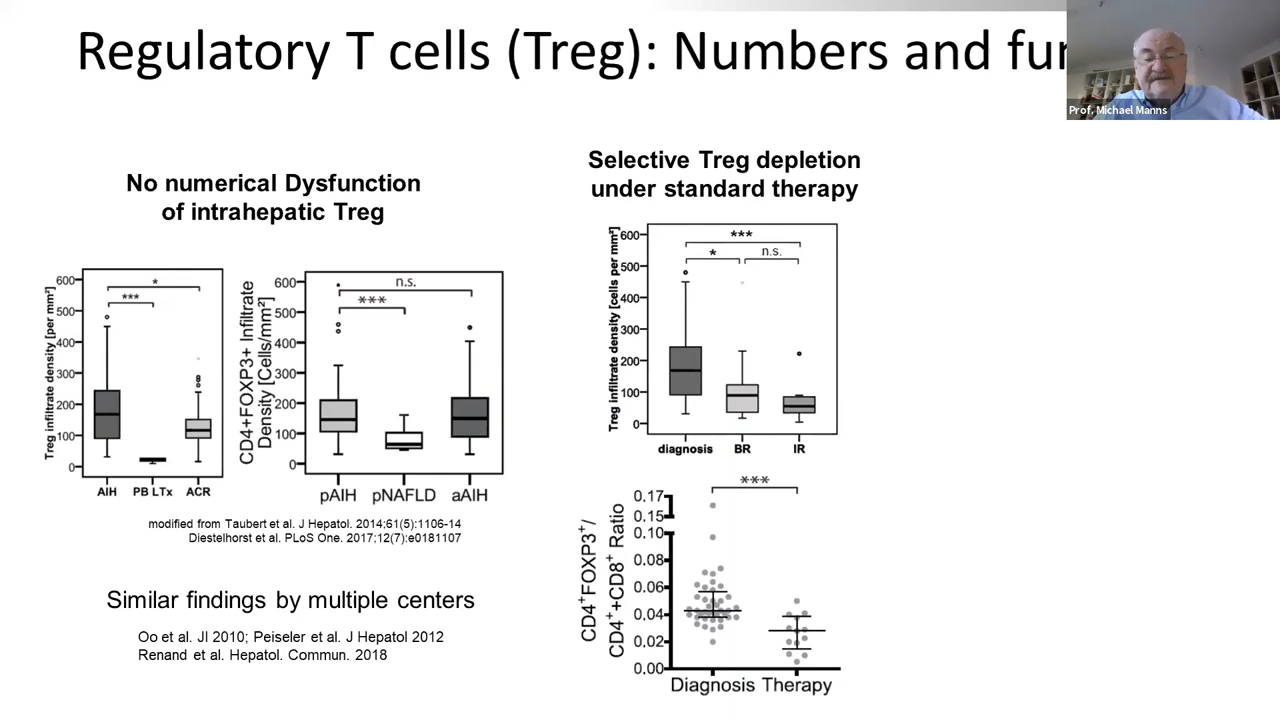 Regulatory T cells (Treg): Numbers and
Prof. Michael Manns
No numerical Dysfunction
of intrahepatic Treg
Treg infiltrate density [per mm²]
600
500
400
300
200
100
0
*
***
AIH PB LTx ACR
CD4+FOXP3+ Infiltrate
Density [Cells/mm²]
600
500
400
300
200
100
0
n.s.
***
pAIH pNAFLD aAIH
modified from Taubert et al. J Hepatol. 2014;61(5):1106-14
Diestelhorst et al. PLoS One. 2017;12(7):e0181107
Similar findings by multiple centers
Oo et al. JI 2010; Peiseler et al. J Hepatol 2012
Renand et al. Hepatol. Commun. 2018
Selective Treg depletion
under standard therapy
Treg infiltrate density [cells per mm²]
600
500
400
300
200
100
0
***
* n.s.
diagnosis BR IR
CD4⁺FOXP3⁺/
CD4⁺+CD8⁺ Ratio
0.17
0.15
0.10
0.08
0.06
0.04
0.02
0.00
***
Diagnosis Therapy